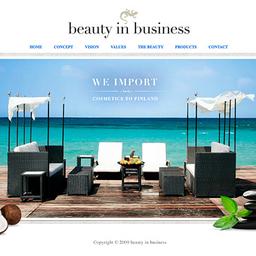 beauty in business
HOME CONCEPT VISION VALUES THE BEAUTY PRODUCTS CONTACT
WE IMPORT
COSMETICS TO FINLAND
Copyright © 2009 beauty in business